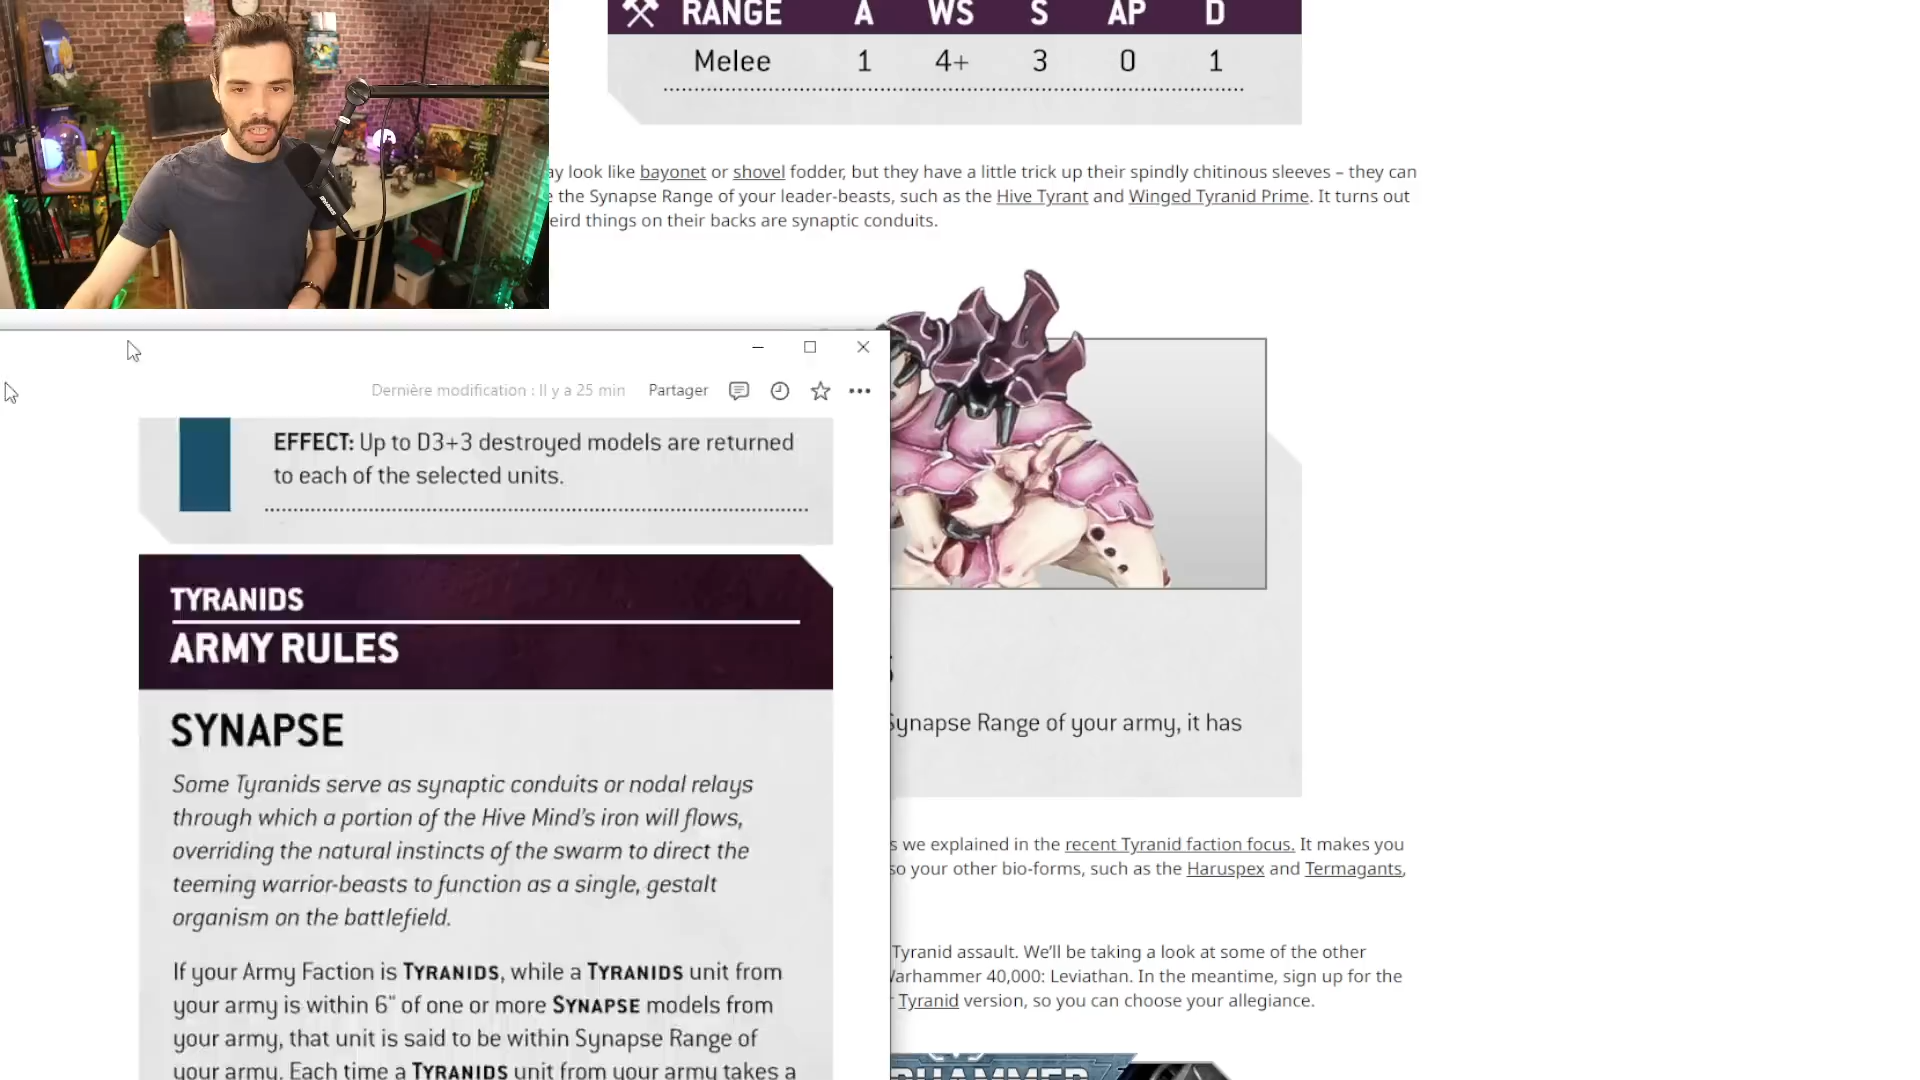 RANGE A WS S AP D
Melee 1 4+ 3 0 1
ay look like bayonet or shovel fodder, but they have a little trick up their spindly chitinous sleeves – they can
e the Synapse Range of your leader-beasts, such as the Hive Tyrant and Winged Tyranid Prime. It turns out
eird things on their backs are synaptic conduits.
Dernière modification : Il y a 25 min Partager
EFFECT: Up to D3+3 destroyed models are returned
to each of the selected units.
TYRANIDS
ARMY RULES
SYNAPSE
Some Tyranids serve as synaptic conduits or nodal relays
through which a portion of the Hive Mind's iron will flows,
overriding the natural instincts of the swarm to direct the
teeming warrior-beasts to function as a single, gestalt
organism on the battlefield.
If your Army Faction is TYRANIDS, while a TYRANIDS unit from
your army is within 6" of one or more SYNAPSE models from
your army, that unit is said to be within Synapse Range of
your army. Each time a TYRANIDS unit from your army takes a
Synapse Range of your army, it has
s we explained in the recent Tyranid faction focus. It makes you
so your other bio-forms, such as the Haruspex and Termagants,
Tyranid assault. We'll be taking a look at some of the other
Warhammer 40,000: Leviathan. In the meantime, sign up for the
r Tyranid version, so you can choose your allegiance.
RHAMMER